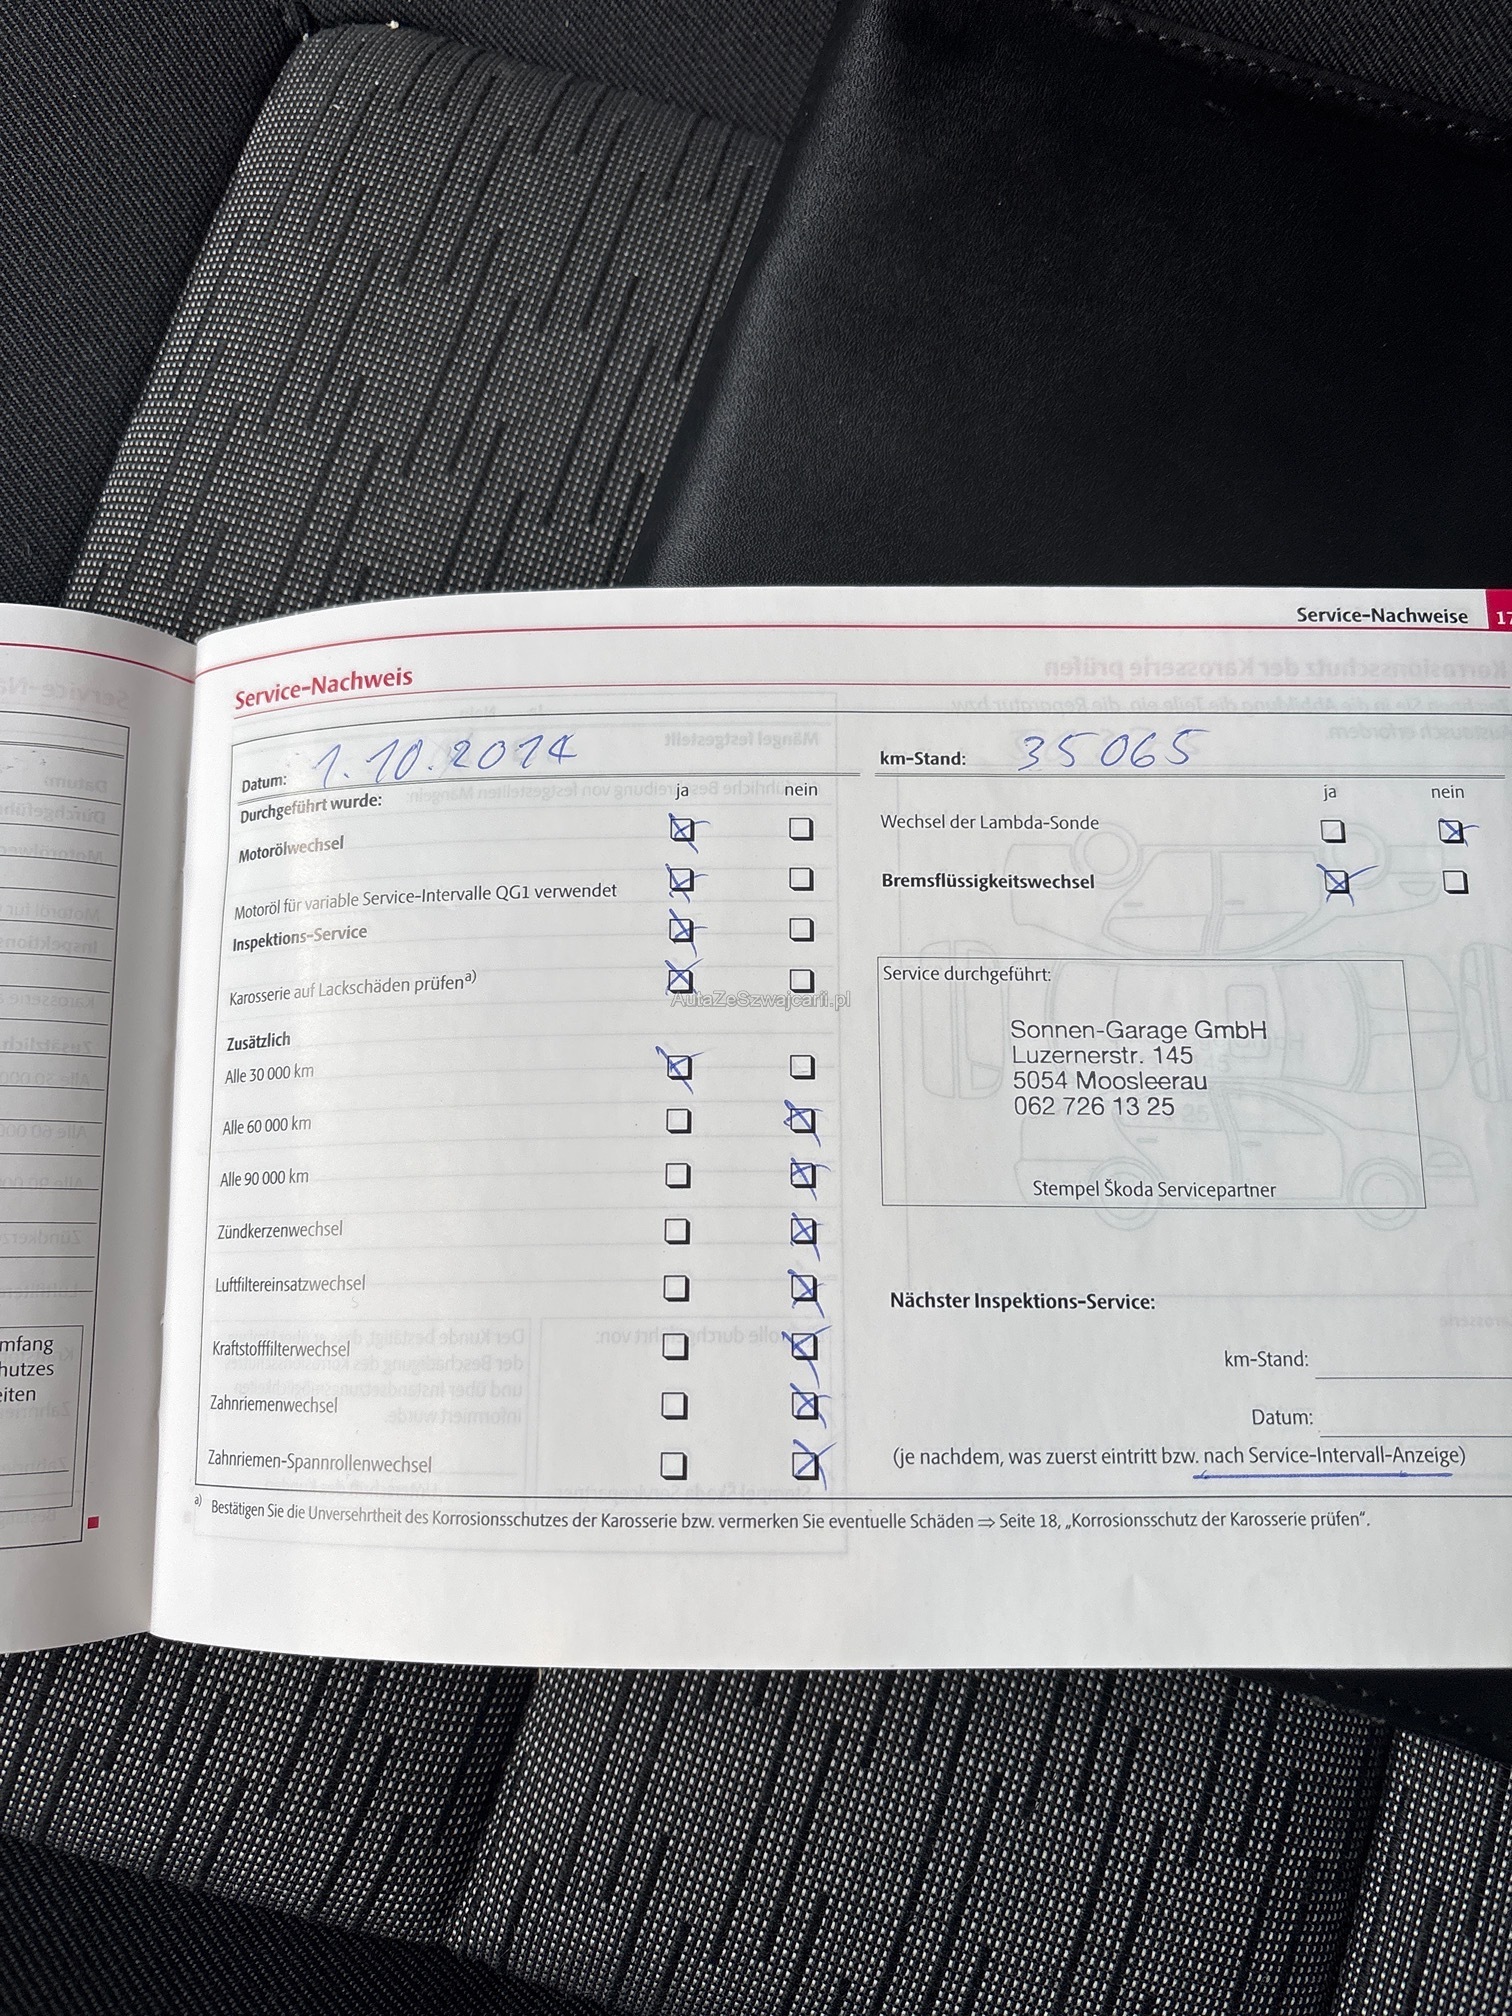 Service-Nachweise 17
Service-Nachweis
Datum: 1.10.2014
km-Stand: 35065
Durchgeführt wurde:
ja nein
Motorölwechsel
Motoröl für variable Service-Intervalle QG1 verwendet
Inspektions-Service
Karosserie auf Lackschäden prüfen a)
AutaZeSzwajcarii.pl
Zusätzlich
Alle 30 000 km
Alle 60 000 km
Alle 90 000 km
Zündkerzenwechsel
Luftfiltereinsatzwechsel
Kraftstofffilterwechsel
Zahnriemenwechsel
Zahnriemen-Spannrollenwechsel
ja nein
Wechsel der Lambda-Sonde
Bremsflüssigkeitswechsel
Service durchgeführt:
Sonnen-Garage GmbH
Luzernerstr. 145
5054 Moosleerau
062 726 13 25
Stempel Škoda Servicepartner
Nächster Inspektions-Service:
km-Stand:
Datum:
(je nachdem, was zuerst eintritt bzw. nach Service-Intervall-Anzeige)
a) Bestätigen Sie die Unversehrtheit des Korrosionsschutzes der Karosserie bzw. vermerken Sie eventuelle Schäden ⇒ Seite 18, „Korrosionsschutz der Karosserie prüfen“.